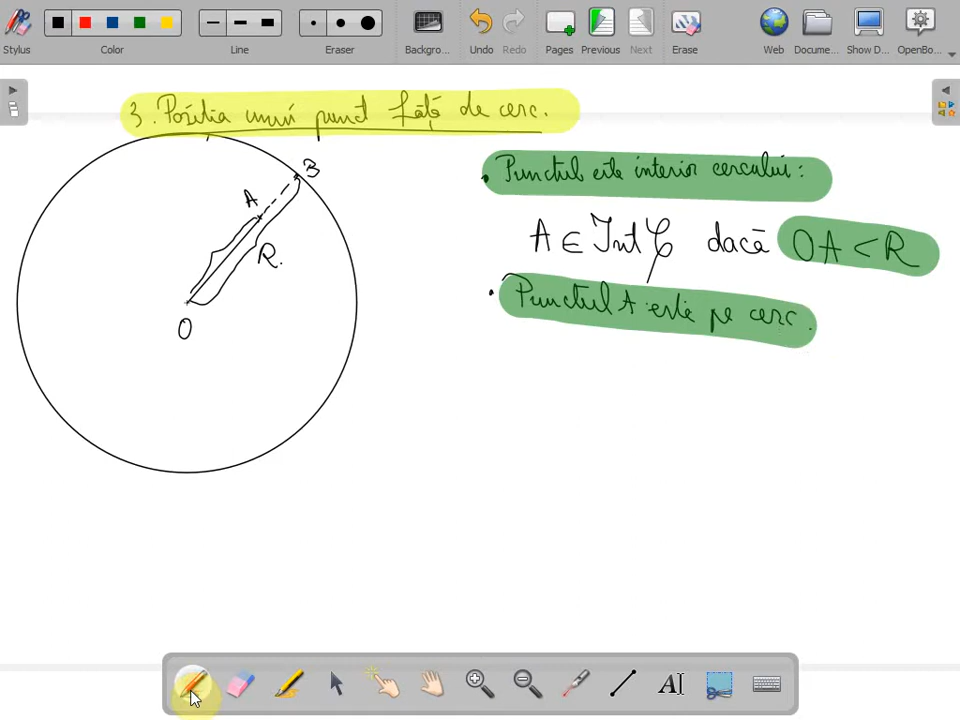 Stylus
Color
Line
Eraser
Backgro...
Undo
Redo
Pages
Previous
Next
Erase
Web
Docume...
Show D...
OpenBo...
3. Poziția unui punct față de cerc.
B
A
R.
O
• Punctul este interior cercului:
A ∈ Int C dacă OA < R
• Punctul A este pe cerc.